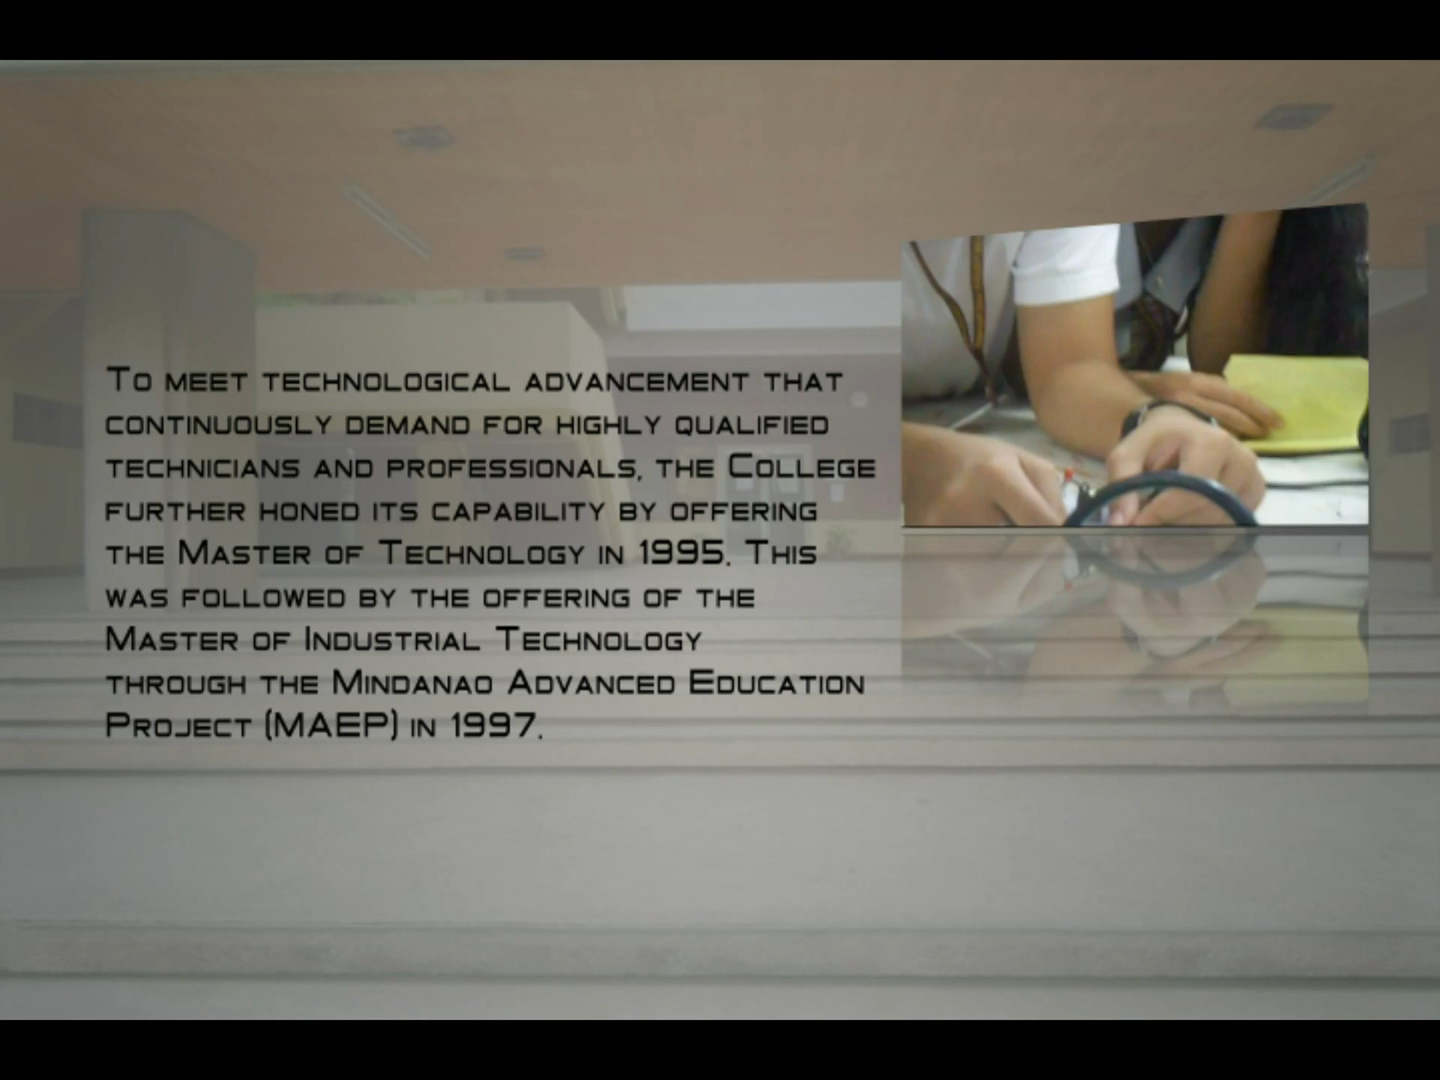 To meet technological advancement that
continuously demand for highly qualified
technicians and professionals, the College
further honed its capability by offering
the Master of Technology in 1995. This
was followed by the offering of the
Master of Industrial Technology
through the Mindanao Advanced Education
Project (MAEP) in 1997.